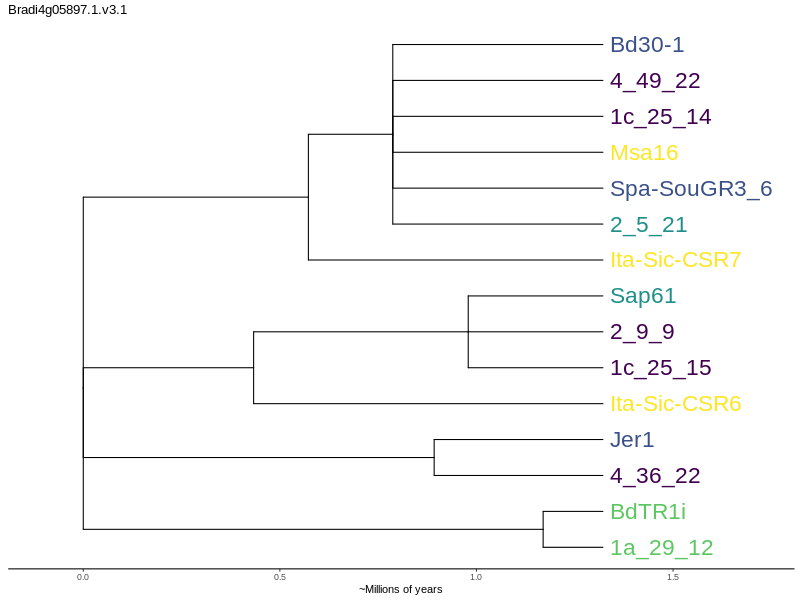 Bradi4g05897.1.v3.1
Bd30-1
4_49_22
1c_25_14
Msa16
Spa-SouGR3_6
2_5_21
Ita-Sic-CSR7
Sap61
2_9_9
1c_25_15
Ita-Sic-CSR6
Jer1
4_36_22
BdTR1i
1a_29_12
0.0 0.5 1.0 1.5
~Millions of years